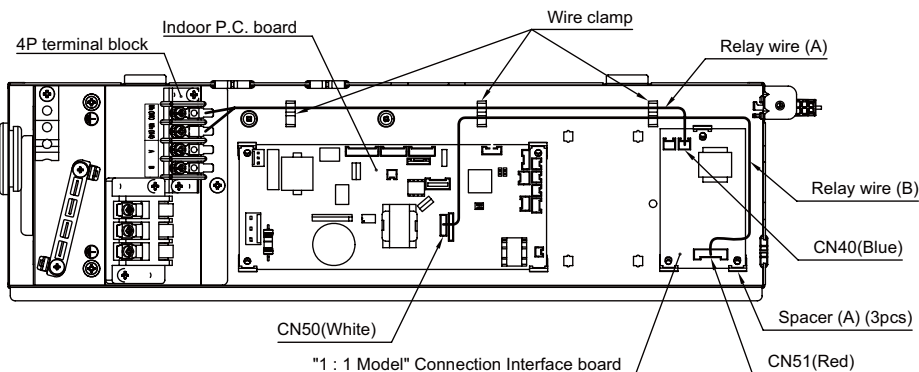 Wire clamp
Indoor P.C. board
4P terminal block
Relay wire (A)
Relay wire (B)
CN40(Blue)
Spacer (A) (3pcs)
CN50(White)
"1 : 1 Model" Connection Interface board
CN51(Red)